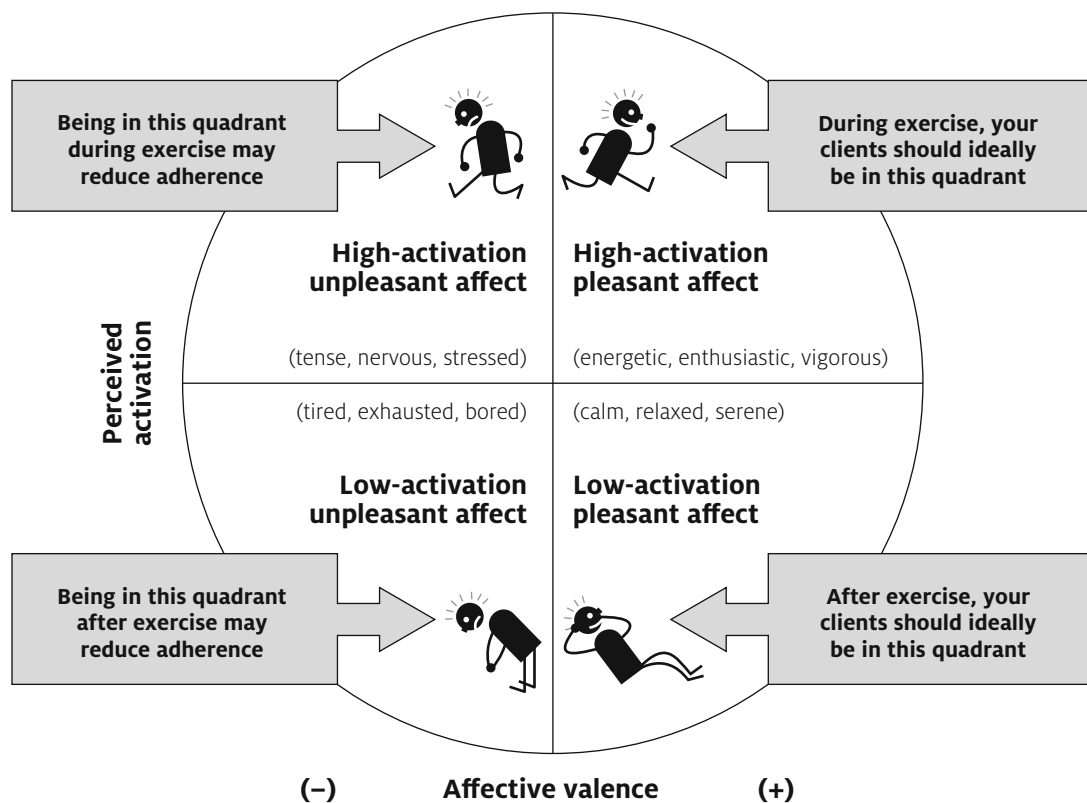 Being in this quadrant
during exercise may
reduce adherence
During exercise, your
clients should ideally
be in this quadrant
High-activation
unpleasant affect
High-activation
pleasant affect
(tense, nervous, stressed)
(energetic, enthusiastic, vigorous)
Perceived
activation
(tired, exhausted, bored)
(calm, relaxed, serene)
Low-activation
unpleasant affect
Low-activation
pleasant affect
Being in this quadrant
after exercise may
reduce adherence
After exercise, your
clients should ideally
be in this quadrant
(–) Affective valence (+)